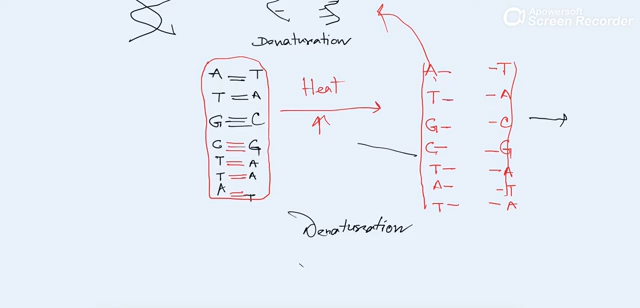 Apowersoft
Screen Recorder
Denaturation
A = T
T = A
G ≡ C
C ≡ G
T ≡ A
T ≡ A
A = T
Heat
A– –T
T– –A
G– –C
C– –G
T– –A
A– –T
T– –A
Denaturation